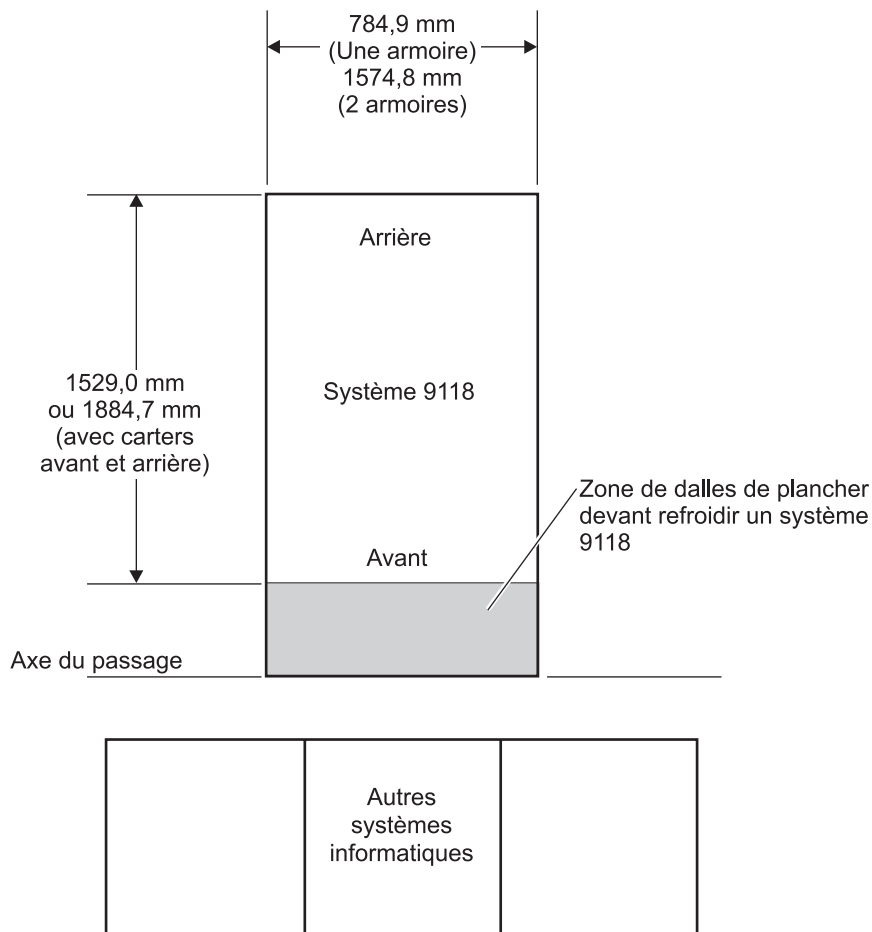 784,9 mm
(Une armoire)
1574,8 mm
(2 armoires)
Arrière
Système 9118
1529,0 mm
ou 1884,7 mm
(avec carters
avant et arrière)
Zone de dalles de plancher
devant refroidir un système
9118
Avant
Axe du passage
Autres
systèmes
informatiques